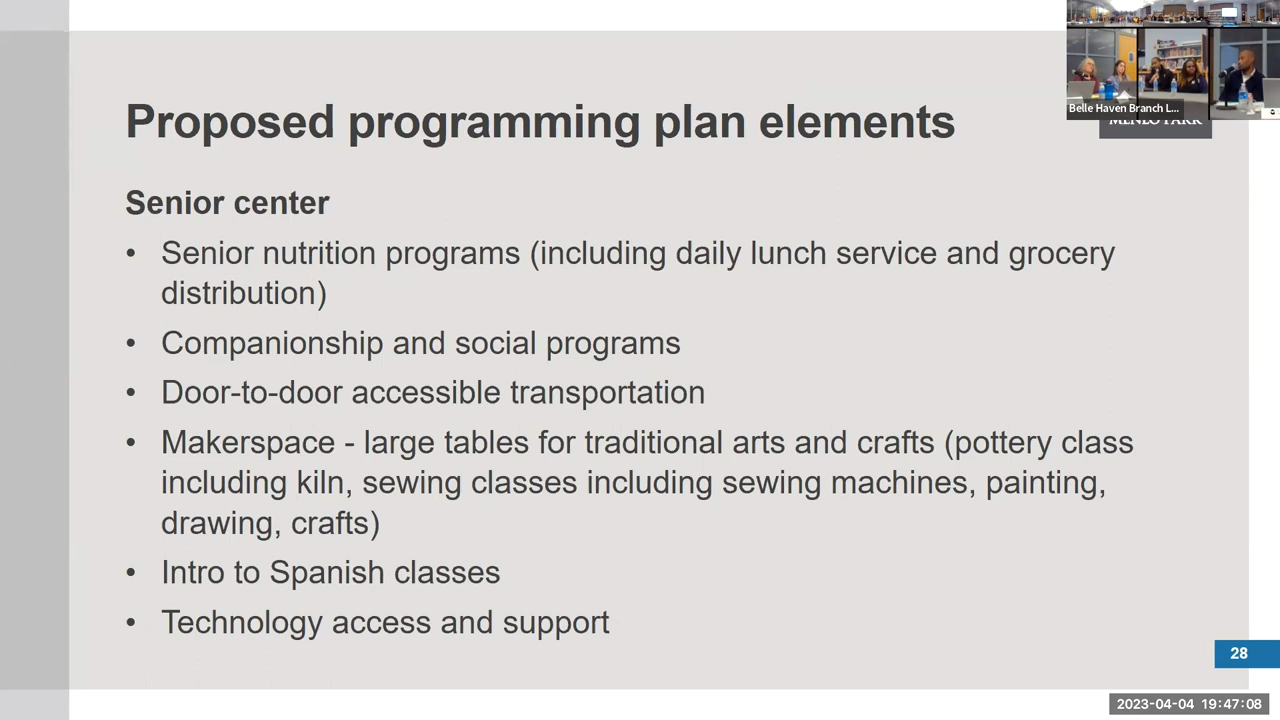 Belle Haven Branch L...
MENLO PARK
Proposed programming plan elements
Senior center
• Senior nutrition programs (including daily lunch service and grocery
distribution)
• Companionship and social programs
• Door-to-door accessible transportation
• Makerspace - large tables for traditional arts and crafts (pottery class
including kiln, sewing classes including sewing machines, painting,
drawing, crafts)
• Intro to Spanish classes
• Technology access and support
28
2023-04-04 19:47:08